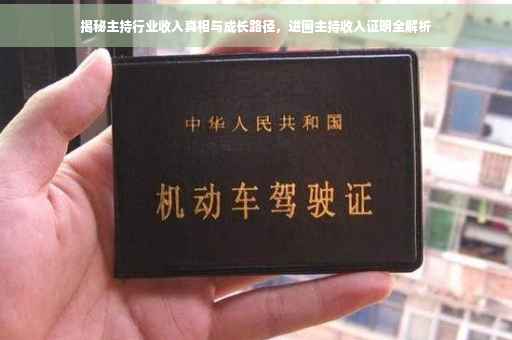 揭秘主持行业收入真相与成长路径，进阁主持收入证明全解析
中华人民共和国
机动车驾驶证